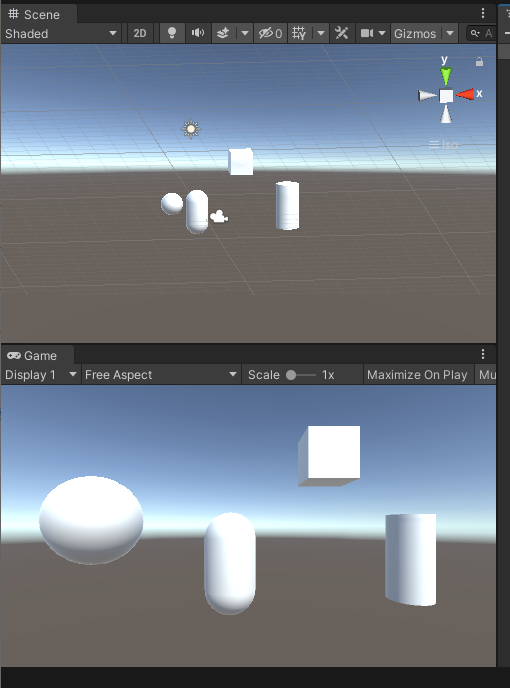 Scene
Shaded 2D 0 Gizmos A
y
x
Iso
Game
Display 1 Free Aspect Scale 1x Maximize On Play Mu